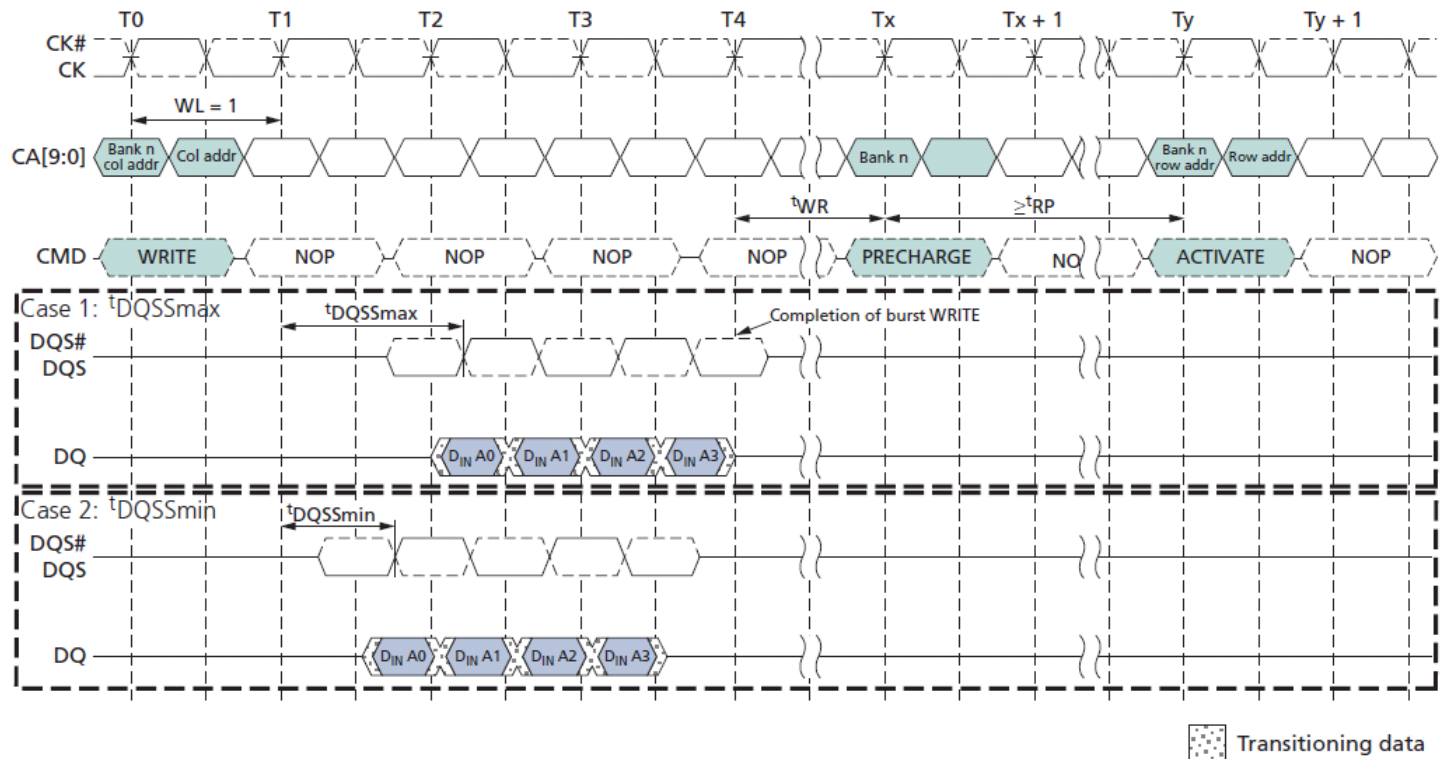 T0 T1 T2 T3 T4 Tx Tx + 1 Ty Ty + 1
CK#
CK
WL = 1
CA[9:0] Bank n col addr Col addr Bank n Bank n row addr Row addr
tWR ≥tRP
CMD WRITE NOP NOP NOP NOP PRECHARGE NO ACTIVATE NOP
Case 1: tDQSSmax
tDQSSmax Completion of burst WRITE
DQS#
DQS
DQ DIN A0 DIN A1 DIN A2 DIN A3
Case 2: tDQSSmin
tDQSSmin
DQS#
DQS
DQ DIN A0 DIN A1 DIN A2 DIN A3
Transitioning data